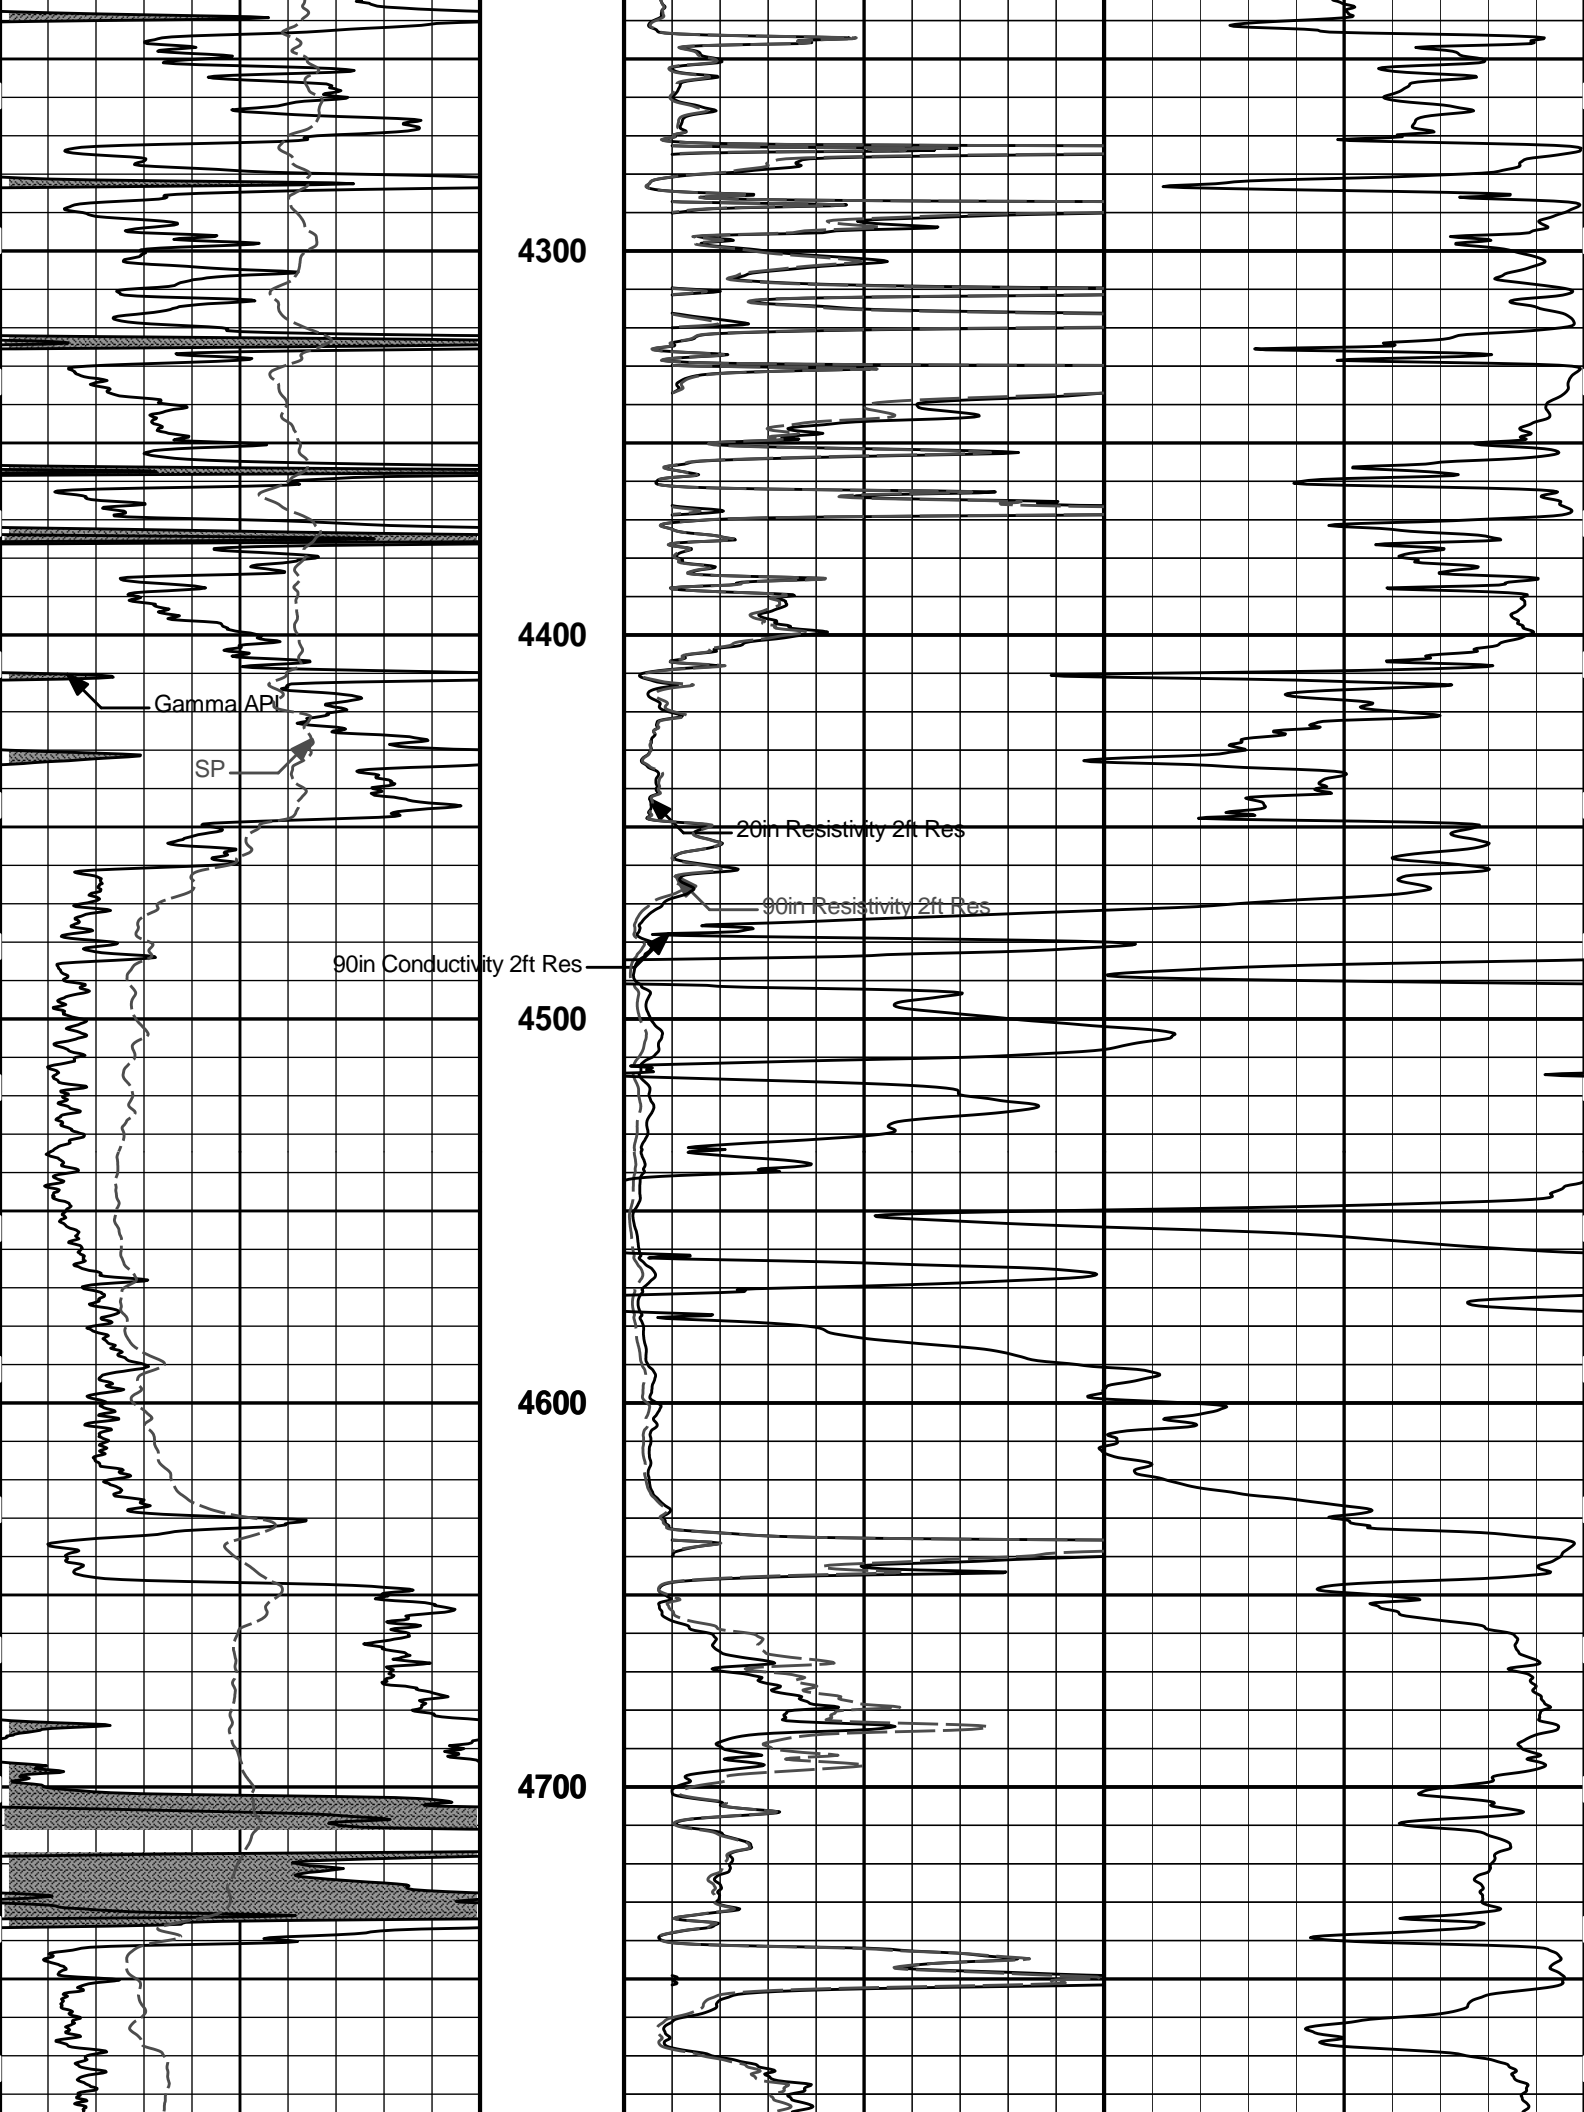 4300
4400
Gamma API
SP
20in Resistivity 2ft Res
90in Resistivity 2ft Res
90in Conductivity 2ft Res
4500
4600
4700